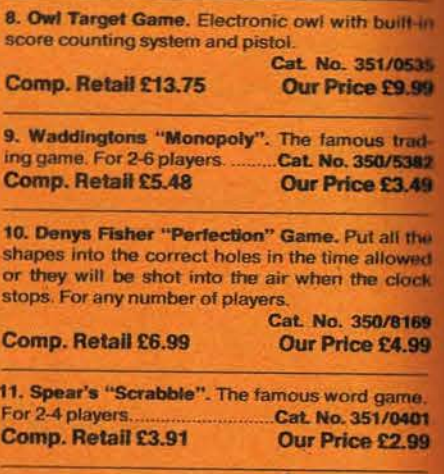 8. Owl Target Game. Electronic owl with built-in
score counting system and pistol.
Cat. No. 351/0535
Comp. Retail £13.75 Our Price £9.99
9. Waddingtons "Monopoly". The famous trad-
ing game. For 2-6 players. .........Cat. No. 350/5382
Comp. Retail £5.48 Our Price £3.49
10. Denys Fisher "Perfection" Game. Put all the
shapes into the correct holes in the time allowed
or they will be shot into the air when the clock
stops. For any number of players.
Cat. No. 350/8169
Comp. Retail £6.99 Our Price £4.99
11. Spear's "Scrabble". The famous word game.
For 2-4 players..........................Cat. No. 351/0401
Comp. Retail £3.91 Our Price £2.99